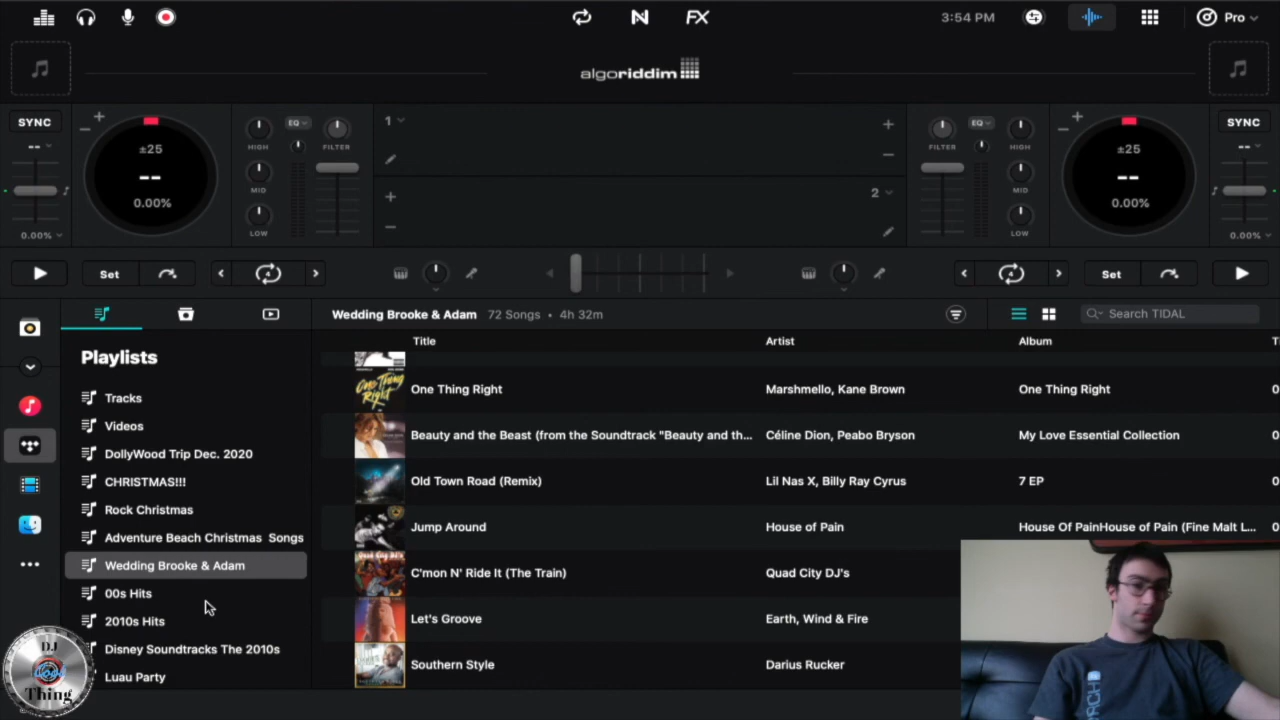 FX
3:54 PM
Pro
algoriddim
SYNC
--
0.00%
±25
--
0.00%
HIGH
MID
LOW
EQ
FILTER
1
2
FILTER
EQ
HIGH
MID
LOW
±25
--
0.00%
SYNC
--
0.00%
Set
4
4
Set
Wedding Brooke & Adam 72 Songs • 4h 32m
Search TIDAL
Playlists
Tracks
Videos
DollyWood Trip Dec. 2020
CHRISTMAS!!!
Rock Christmas
Adventure Beach Christmas Songs
Wedding Brooke & Adam
00s Hits
2010s Hits
Disney Soundtracks The 2010s
Luau Party
Title Artist Album
One Thing Right Marshmello, Kane Brown One Thing Right
Beauty and the Beast (from the Soundtrack "Beauty and th... Céline Dion, Peabo Bryson My Love Essential Collection
Old Town Road (Remix) Lil Nas X, Billy Ray Cyrus 7 EP
Jump Around House of Pain House Of PainHouse of Pain (Fine Malt L...
C'mon N' Ride It (The Train) Quad City DJ's
Let's Groove Earth, Wind & Fire
Southern Style Darius Rucker
DJ
Thing